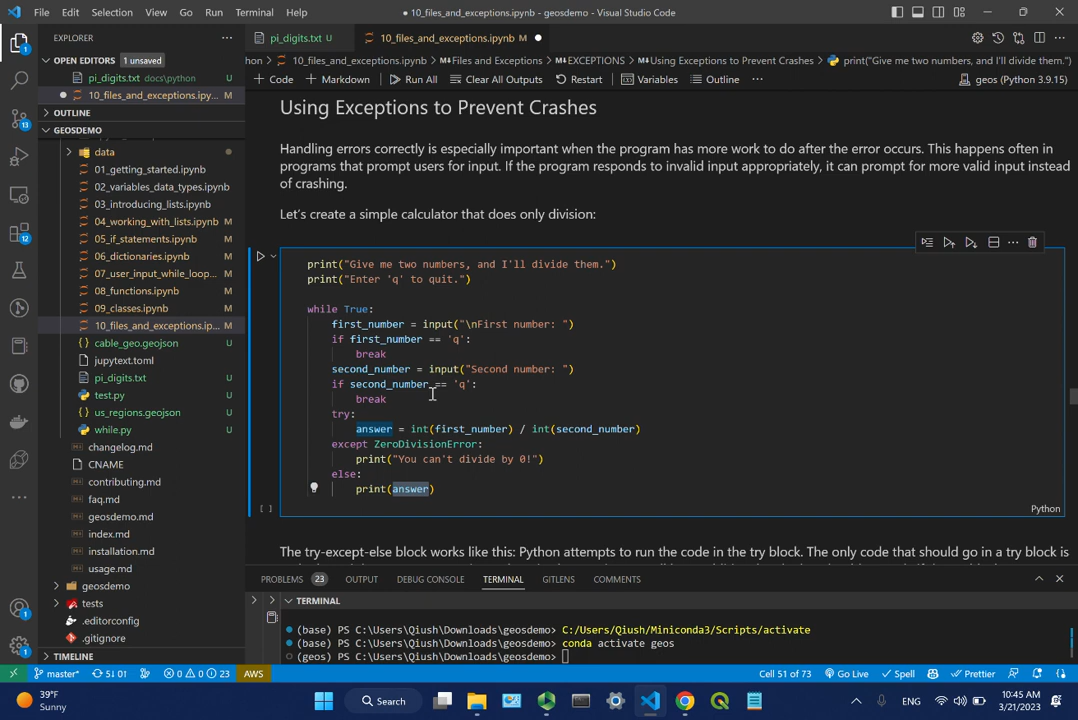 File Edit Selection View Go Run Terminal Help
● 10_files_and_exceptions.ipynb - geosdemo - Visual Studio Code
EXPLORER
OPEN EDITORS 1 unsaved
pi_digits.txt docs\python U
● 10_files_and_exceptions.ipy... M
OUTLINE
GEOSDEMO
data
01_getting_started.ipynb
02_variables_data_types.ipynb
03_introducing_lists.ipynb
04_working_with_lists.ipynb M
05_if_statements.ipynb M
06_dictionaries.ipynb M
07_user_input_while_loop... M
08_functions.ipynb M
09_classes.ipynb M
10_files_and_exceptions.ip... M
cable_geo.geojson U
jupytext.toml
pi_digits.txt U
test.py U
us_regions.geojson U
while.py U
changelog.md
CNAME
contributing.md
faq.md
geosdemo.md
index.md
installation.md
usage.md
geosdemo
tests
.editorconfig
.gitignore
TIMELINE
pi_digits.txt U
10_files_and_exceptions.ipynb M ●
hon > 10_files_and_exceptions.ipynb > Files and Exceptions > EXCEPTIONS > Using Exceptions to Prevent Crashes > print("Give me two numbers, and I'll divide them.")
+ Code + Markdown Run All Clear All Outputs Restart Variables Outline ... geos (Python 3.9.15)
Using Exceptions to Prevent Crashes
Handling errors correctly is especially important when the program has more work to do after the error occurs. This happens often in
programs that prompt users for input. If the program responds to invalid input appropriately, it can prompt for more valid input instead
of crashing.
Let's create a simple calculator that does only division:
print("Give me two numbers, and I'll divide them.")
print("Enter 'q' to quit.")
while True:
first_number = input("\nFirst number: ")
if first_number == 'q':
break
second_number = input("Second number: ")
if second_number == 'q':
break
try:
answer = int(first_number) / int(second_number)
except ZeroDivisionError:
print("You can't divide by 0!")
else:
print(answer)
[ ] Python
The try-except-else block works like this: Python attempts to run the code in the try block. The only code that should go in a try block is
PROBLEMS 23 OUTPUT DEBUG CONSOLE TERMINAL GITLENS COMMENTS
TERMINAL
(base) PS C:\Users\Qiush\Downloads\geosdemo> C:/Users/Qiush/Miniconda3/Scripts/activate
(base) PS C:\Users\Qiush\Downloads\geosdemo> conda activate geos
(geos) PS C:\Users\Qiush\Downloads\geosdemo>
1
13
12
1
1
master* 5↓ 0↑ 0 0 23 AWS Cell 51 of 73 Go Live Spell Prettier
39°F
Sunny
Search
ENG
10:45 AM
3/21/2023